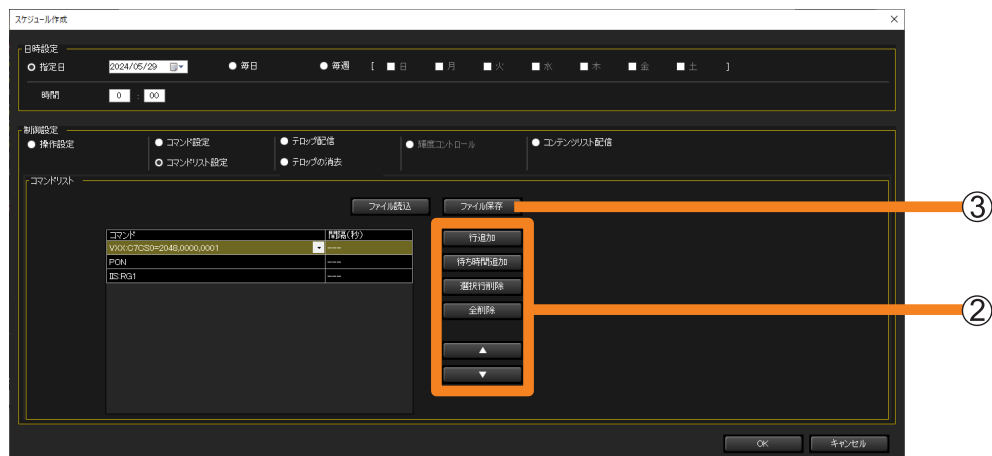 スケジュール作成
日時設定
指定日 2024/05/29 毎日 毎週 [ 日 月 火 水 木 金 土 ]
時間 0 : 00
制御設定
操作設定 コマンド設定 テロップ配信 輝度コントロール コンテンツリスト配信
コマンドリスト設定 テロップの消去
コマンドリスト
ファイル読込 ファイル保存 ③
コマンド 間隔(秒) 行追加
VXX:C7CS0=2048,0000,0001 ---
PON --- 待ち時間追加
IIS:RG1 ---
選択行削除
全削除 ②
▲
▼
OK キャンセル